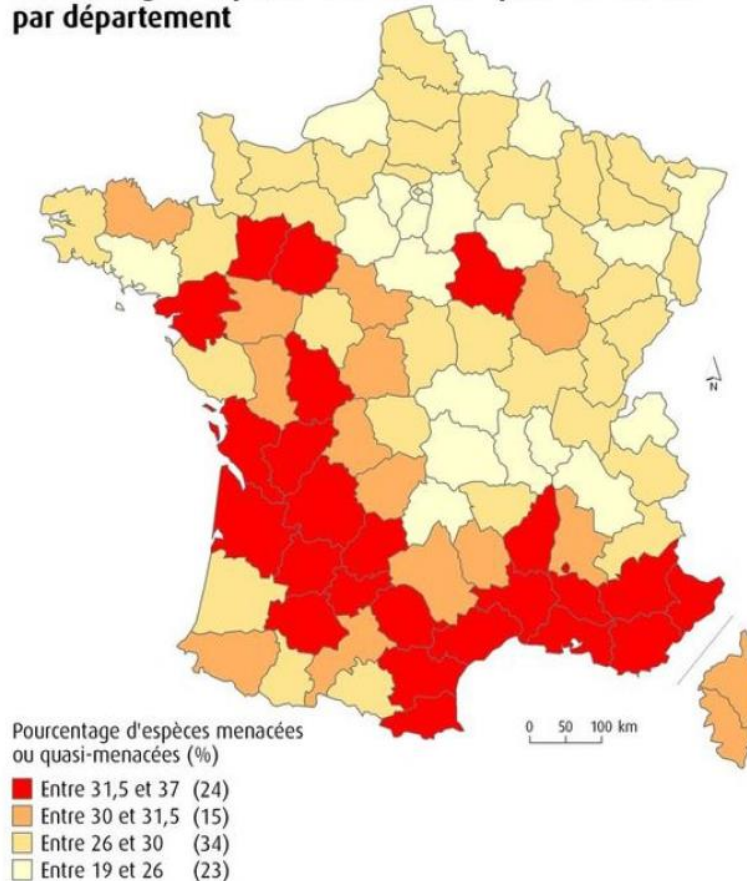 par département
N
0 50 100 km
Pourcentage d'espèces menacées
ou quasi-menacées (%)
Entre 31,5 et 37 (24)
Entre 30 et 31,5 (15)
Entre 26 et 30 (34)
Entre 19 et 26 (23)